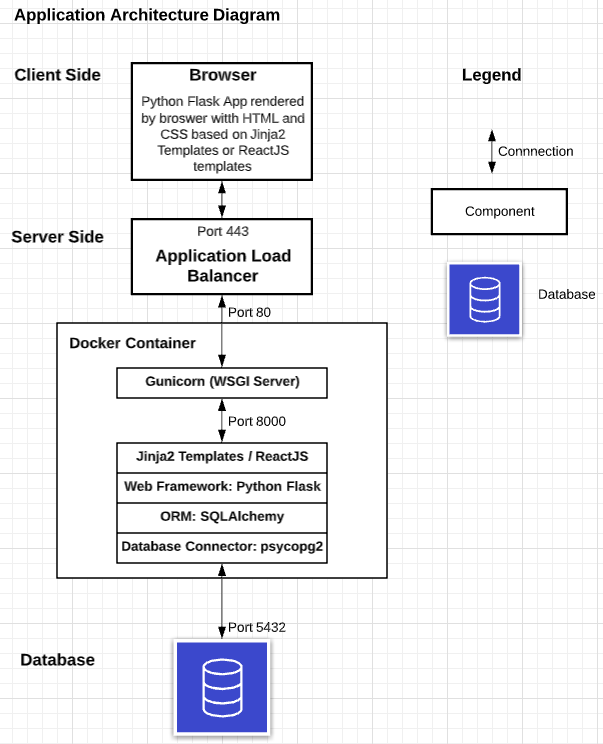 Application Architecture Diagram
Client Side
Browser
Python Flask App rendered
by broswer with HTML and
CSS based on Jinja2
Templates or ReactJS
templates
Legend
Connnection
Component
Database
Server Side
Port 443
Application Load
Balancer
Port 80
Docker Container
Gunicorn (WSGI Server)
Port 8000
Jinja2 Templates / ReactJS
Web Framework: Python Flask
ORM: SQLAlchemy
Database Connector: psycopg2
Port 5432
Database